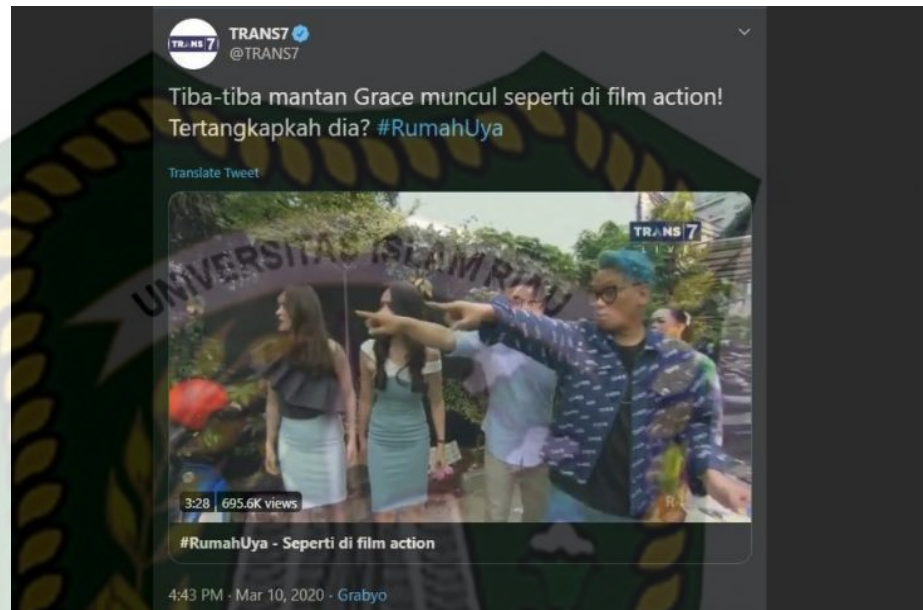 TRANS7
@TRANS7
TRANS 7
Tiba-tiba mantan Grace muncul seperti di film action!
Tertangkapkah dia? #RumahUya
Translate Tweet
TRANS 7
UNIVERSITAS ISLAM RIAU
3:28 695.6K views
#RumahUya - Seperti di film action
4:43 PM · Mar 10, 2020 · Grabyo